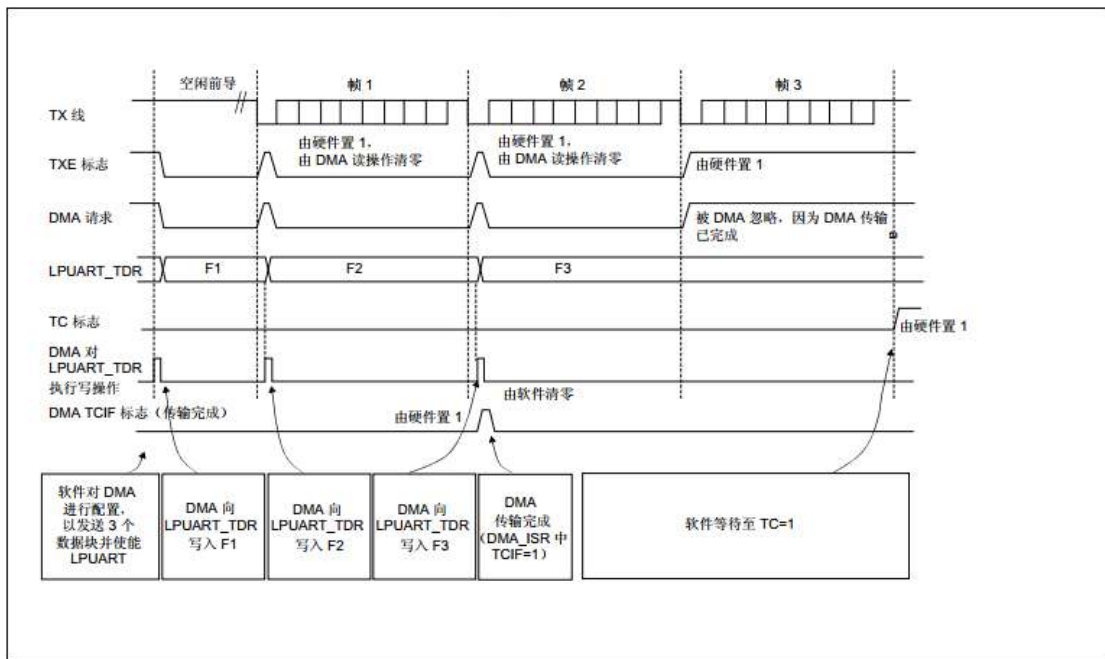 空闲前导
帧 1
帧 2
帧 3
TX 线
由硬件置 1,
由 DMA 读操作清零
由硬件置 1,
由 DMA 读操作清零
TXE 标志
由硬件置 1
DMA 请求
被 DMA 忽略，因为 DMA 传输
已完成
LPUART_TDR
F1
F2
F3
TC 标志
由硬件置 1
DMA 对
LPUART_TDR
执行写操作
由软件清零
DMA TCIF 标志（传输完成）
由硬件置 1
软件对 DMA
进行配置，
以发送 3 个
数据块并使能
LPUART
DMA 向
LPUART_TDR
写入 F1
DMA 向
LPUART_TDR
写入 F2
DMA 向
LPUART_TDR
写入 F3
DMA
传输完成
（DMA_ISR 中
TCIF=1）
软件等待至 TC=1